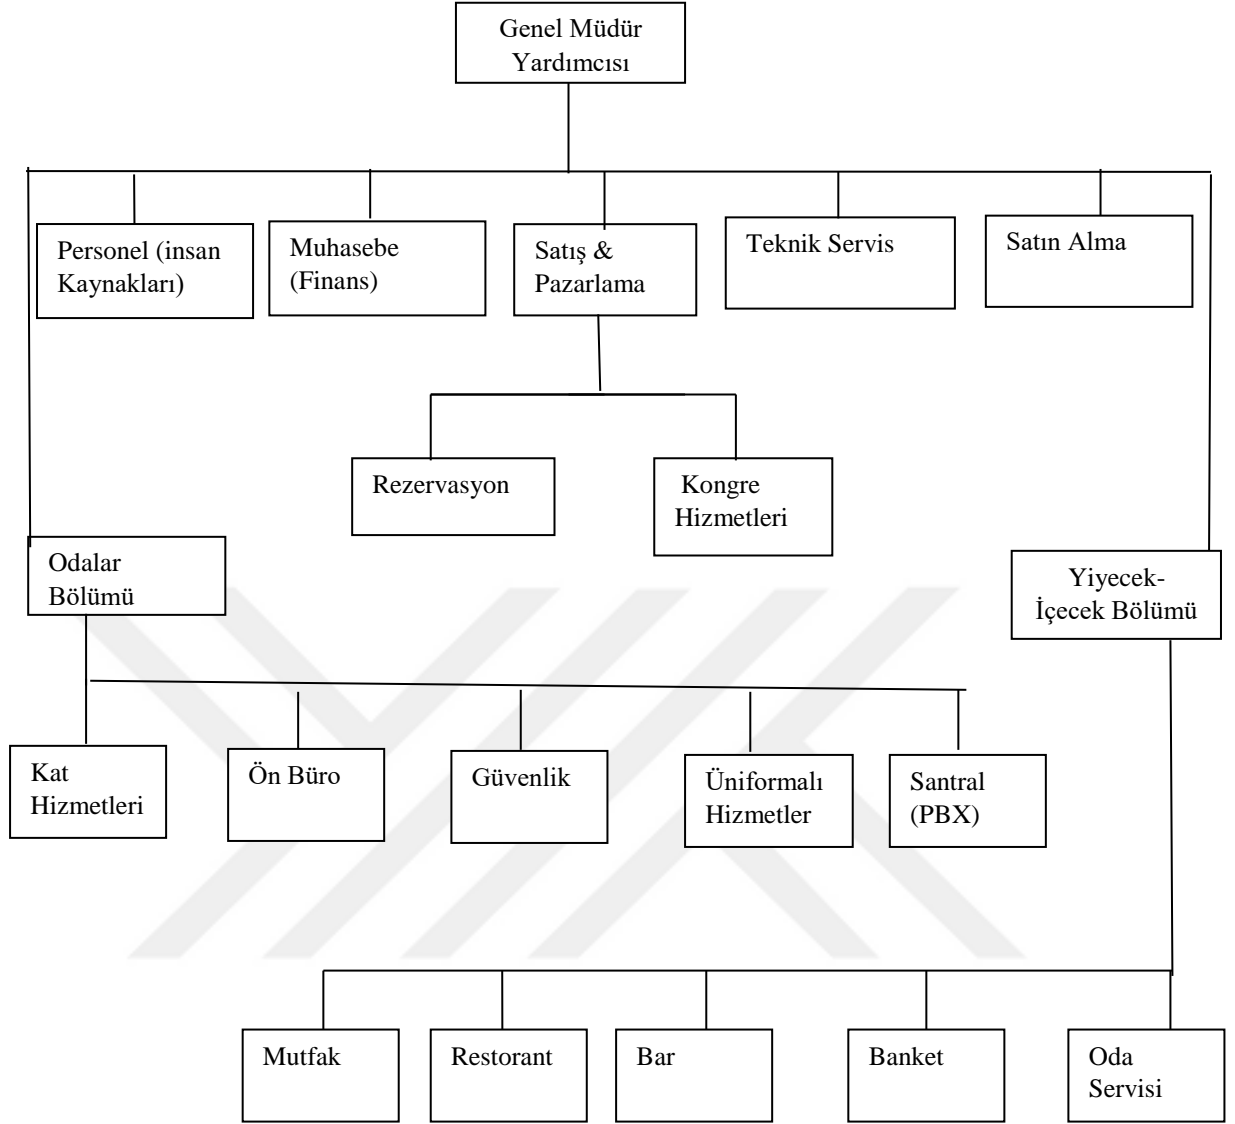 Genel Müdür
Yardımcısı
Personel (insan
Kaynakları)
Muhasebe
(Finans)
Satış &
Pazarlama
Teknik Servis
Satın Alma
Rezervasyon
Kongre
Hizmetleri
Odalar
Bölümü
Yiyecek-
İçecek Bölümü
Kat
Hizmetleri
Ön Büro
Güvenlik
Üniformalı
Hizmetler
Santral
(PBX)
Mutfak
Restorant
Bar
Banket
Oda
Servisi